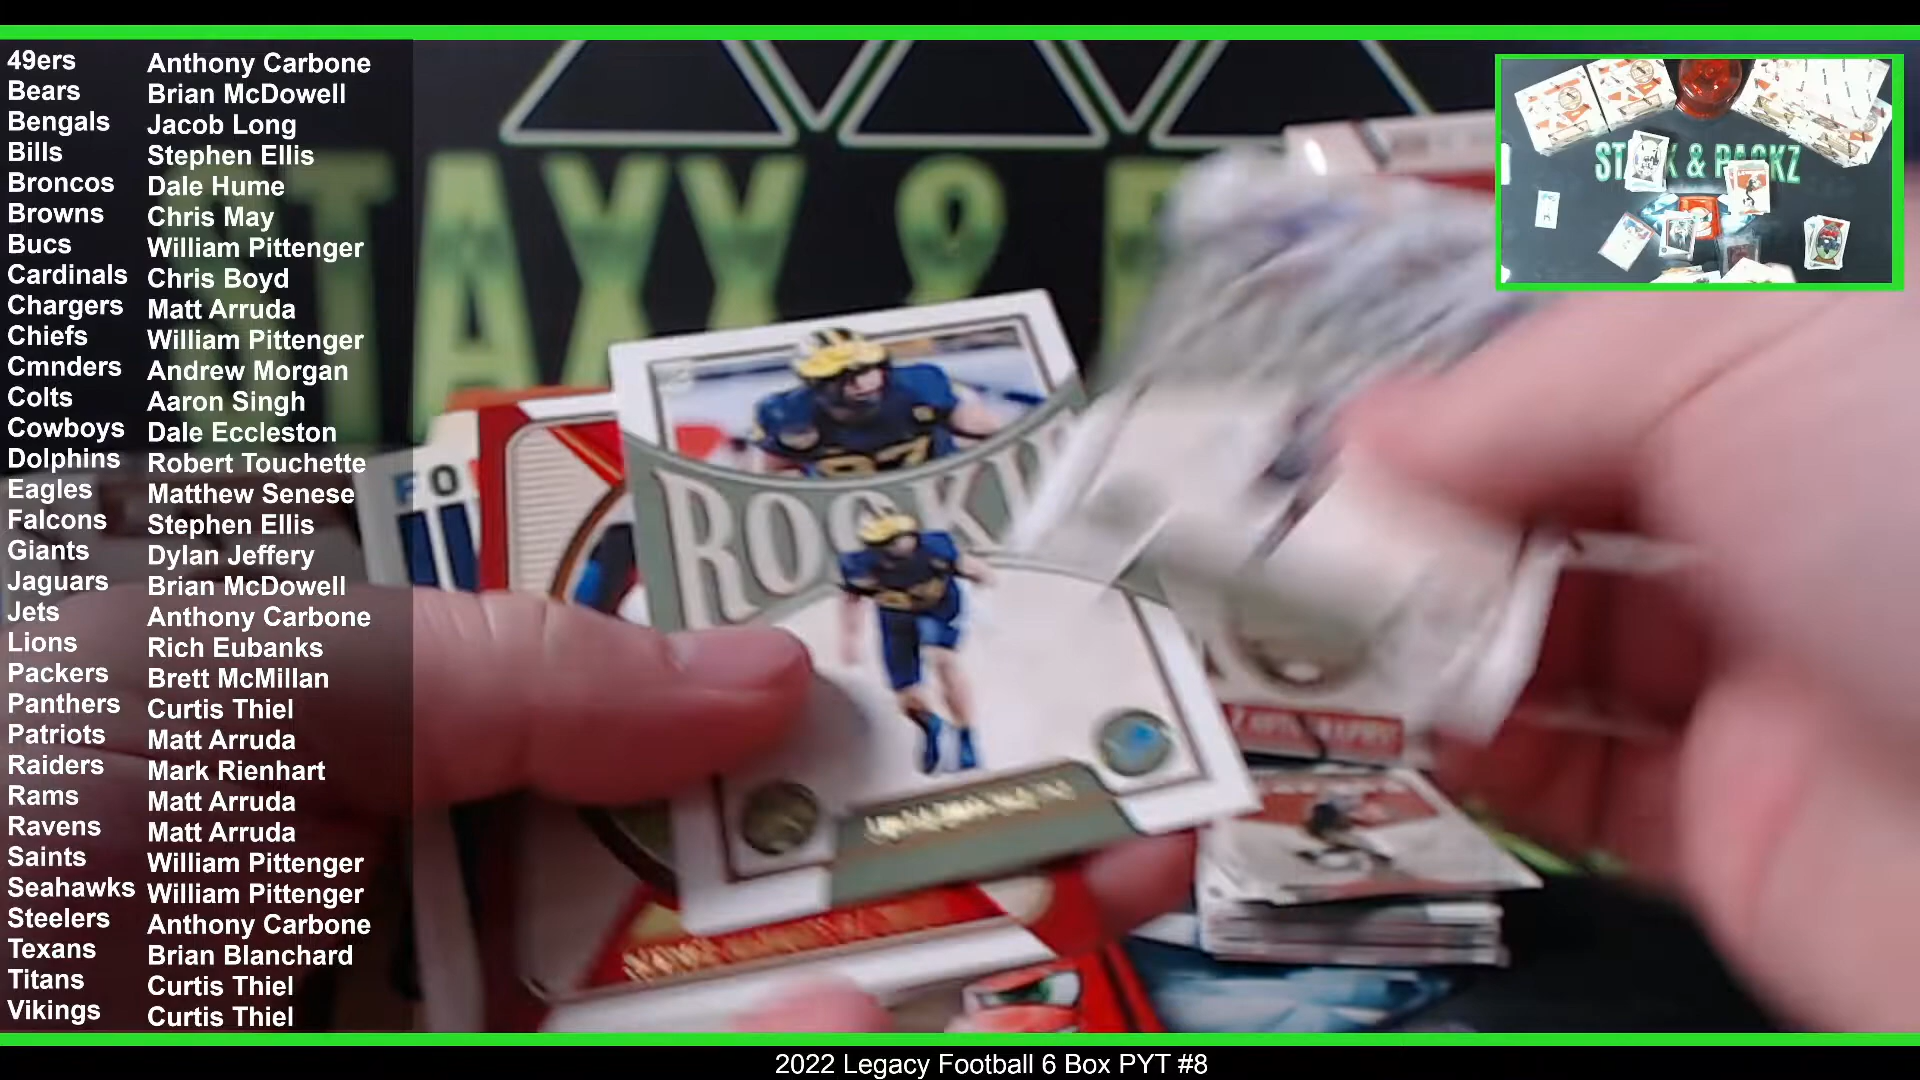 49ers Anthony Carbone
Bears Brian McDowell
Bengals Jacob Long
Bills Stephen Ellis
Broncos Dale Hume
Browns Chris May
Bucs William Pittenger
Cardinals Chris Boyd
Chargers Matt Arruda
Chiefs William Pittenger
Cmnders Andrew Morgan
Colts Aaron Singh
Cowboys Dale Eccleston
Dolphins Robert Touchette
Eagles Matthew Senese
Falcons Stephen Ellis
Giants Dylan Jeffery
Jaguars Brian McDowell
Jets Anthony Carbone
Lions Rich Eubanks
Packers Brett McMillan
Panthers Curtis Thiel
Patriots Matt Arruda
Raiders Mark Rienhart
Rams Matt Arruda
Ravens Matt Arruda
Saints William Pittenger
Seahawks William Pittenger
Steelers Anthony Carbone
Texans Brian Blanchard
Titans Curtis Thiel
Vikings Curtis Thiel
STAXX &
ROOKIE
2022 Legacy Football 6 Box PYT #8